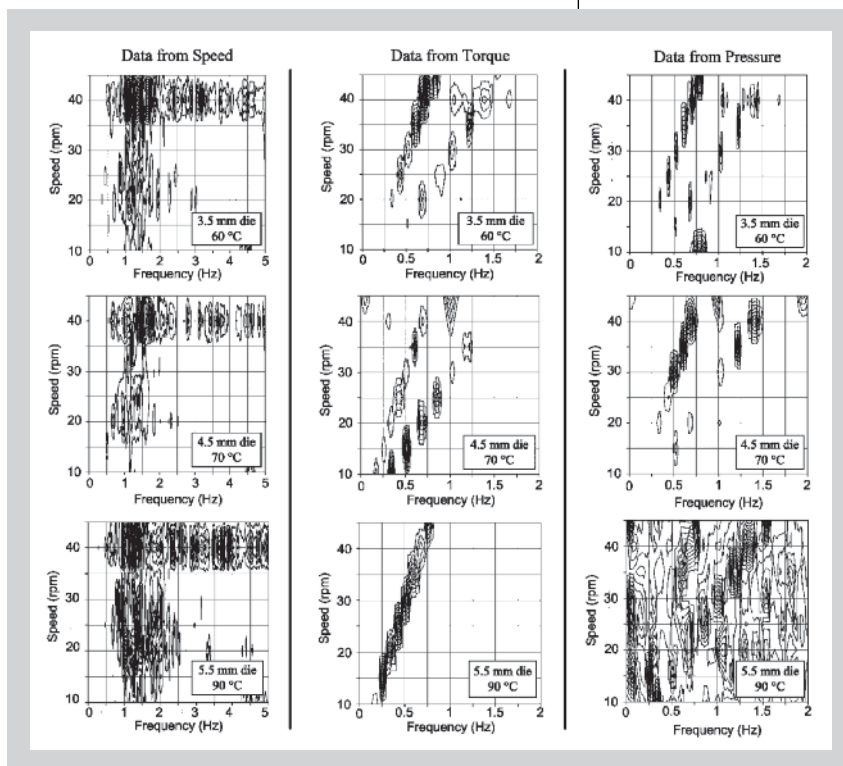 Data from Speed
Data from Torque
Data from Pressure
Speed (rpm)
40
30
20
10
3.5 mm die
60 °C
0 1 2 3 4 5
Frequency (Hz)
Speed (rpm)
40
30
20
10
3.5 mm die
60 °C
0 0.5 1 1.5 2
Frequency (Hz)
Speed (rpm)
40
30
20
10
3.5 mm die
60 °C
0 0.5 1 1.5 2
Frequency (Hz)
Speed (rpm)
40
30
20
10
4.5 mm die
70 °C
0 1 2 3 4 5
Frequency (Hz)
Speed (rpm)
40
30
20
10
4.5 mm die
70 °C
0 0.5 1 1.5 2
Frequency (Hz)
Speed (rpm)
40
30
20
10
4.5 mm die
70 °C
0 0.5 1 1.5 2
Frequency (Hz)
Speed (rpm)
40
30
20
10
5.5 mm die
90 °C
0 1 2 3 4 5
Frequency (Hz)
Speed (rpm)
40
30
20
10
5.5 mm die
90 °C
0 0.5 1 1.5 2
Frequency (Hz)
Speed (rpm)
40
30
20
10
5.5 mm die
90 °C
0 0.5 1 1.5 2
Frequency (Hz)